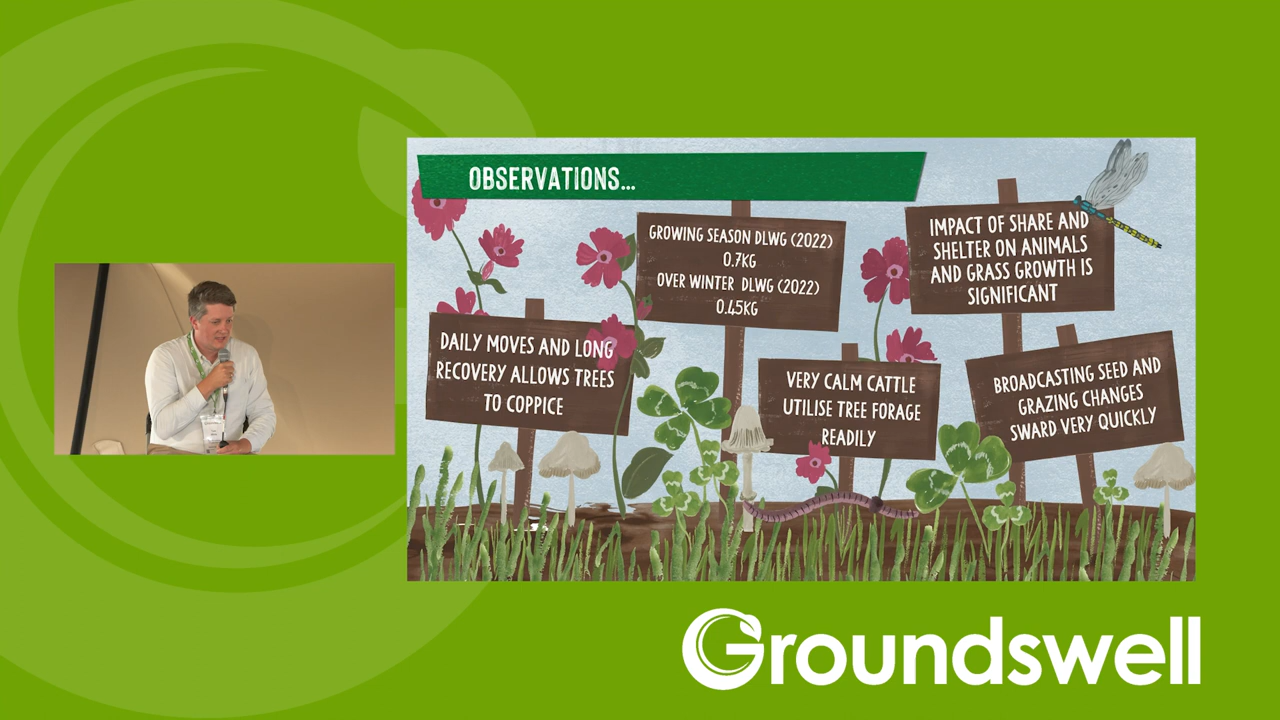 OBSERVATIONS...
GROWING SEASON DLWG (2022)
0.7KG
OVER WINTER DLWG (2022)
0.45KG
IMPACT OF SHARE AND
SHELTER ON ANIMALS
AND GRASS GROWTH IS
SIGNIFICANT
DAILY MOVES AND LONG
RECOVERY ALLOWS TREES
TO COPPICE
VERY CALM CATTLE
UTILISE TREE FORAGE
READILY
BROADCASTING SEED AND
GRAZING CHANGES
SWARD VERY QUICKLY
Groundswell